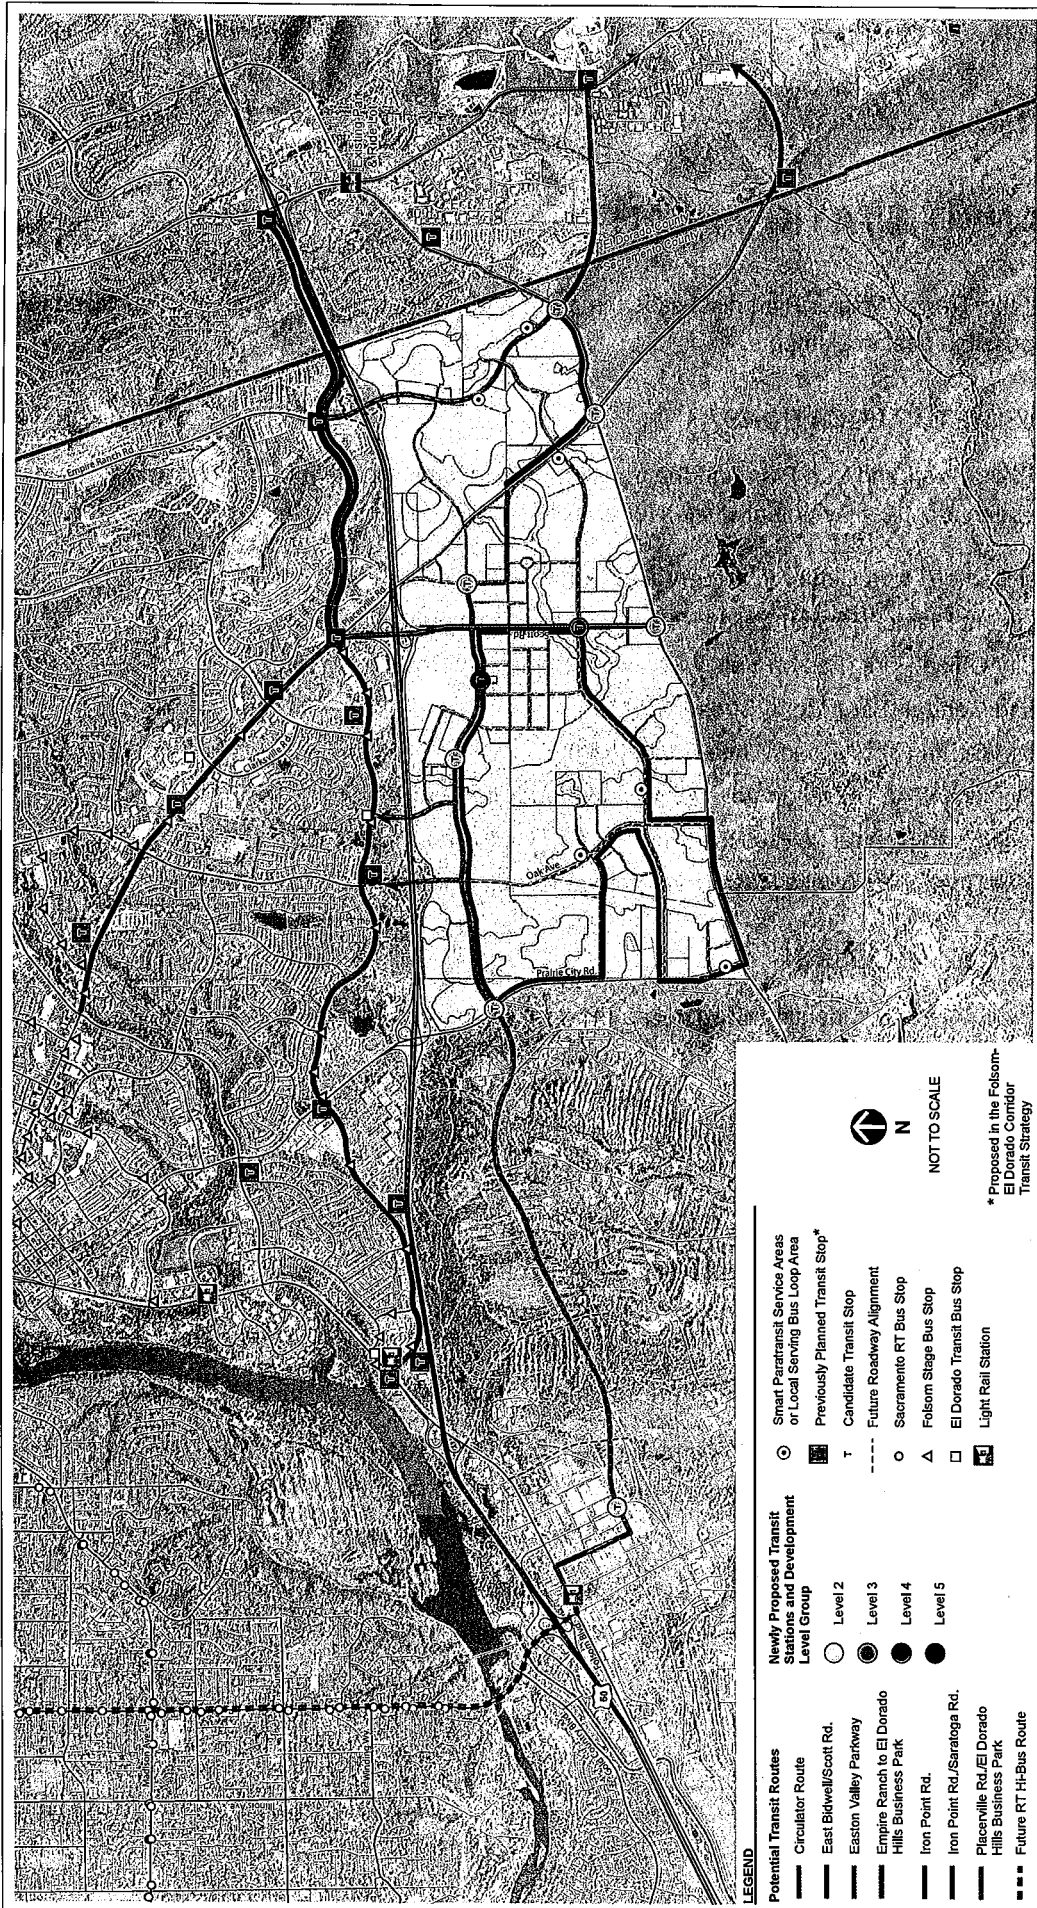 LEGEND
Potential Transit Routes
Circulator Route
East Bidwell/Scott Rd.
Easton Valley Parkway
Empire Ranch to El Dorado
Hills Business Park
Iron Point Rd.
Iron Point Rd./Saratoga Rd.
Placerville Rd./El Dorado
Hills Business Park
Future RT Hi-Bus Route
Newly Proposed Transit
Stations and Development
Level Group
Level 2
Level 3
Level 4
Level 5
Smart Paratransit Service Areas
or Local Serving Bus Loop Area
Previously Planned Transit Stop*
T Candidate Transit Stop
Future Roadway Alignment
Sacramento RT Bus Stop
Folsom Stage Bus Stop
El Dorado Transit Bus Stop
Light Rail Station
N
NOT TO SCALE
* Proposed in the Folsom-
El Dorado Corridor
Transit Strategy
Empire Ranch Rd
Scott Rd
Oak Ave
Prairie City Rd
50